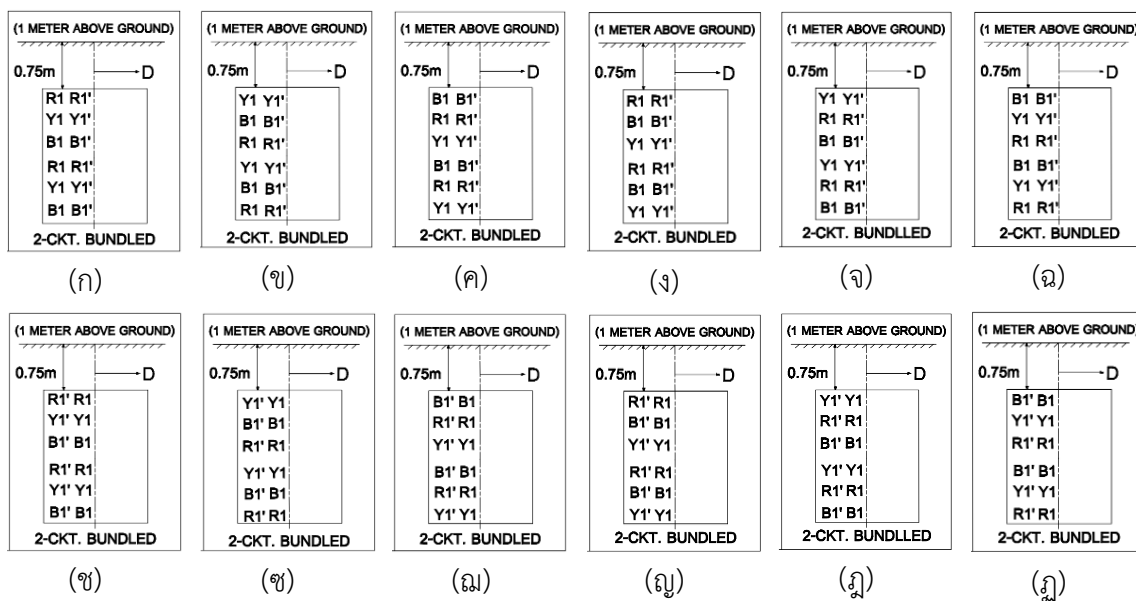 (1 METER ABOVE GROUND) (1 METER ABOVE GROUND) (1 METER ABOVE GROUND) (1 METER ABOVE GROUND) (1 METER ABOVE GROUND) (1 METER ABOVE GROUND)
0.75m D 0.75m D 0.75m D 0.75m D 0.75m D 0.75m D
R1 R1' Y1 Y1' B1 B1' R1 R1' Y1 Y1' B1 B1'
Y1 Y1' B1 B1' R1 R1' B1 B1' R1 R1' Y1 Y1'
B1 B1' R1 R1' Y1 Y1' Y1 Y1' B1 B1' R1 R1'
R1 R1' Y1 Y1' B1 B1' R1 R1' Y1 Y1' B1 B1'
Y1 Y1' B1 B1' R1 R1' B1 B1' R1 R1' Y1 Y1'
B1 B1' R1 R1' Y1 Y1' Y1 Y1' B1 B1' R1 R1'
2-CKT. BUNDLED 2-CKT. BUNDLED 2-CKT. BUNDLED 2-CKT. BUNDLED 2-CKT. BUNDLLED 2-CKT. BUNDLED
(ก) (ข) (ค) (ง) (จ) (ฉ)
(1 METER ABOVE GROUND) (1 METER ABOVE GROUND) (1 METER ABOVE GROUND) (1 METER ABOVE GROUND) (1 METER ABOVE GROUND) (1 METER ABOVE GROUND)
0.75m D 0.75m D 0.75m D 0.75m D 0.75m D 0.75m D
R1' R1 Y1' Y1 B1' B1 R1' R1 Y1' Y1 B1' B1
Y1' Y1 B1' B1 R1' R1 B1' B1 R1' R1 Y1' Y1
B1' B1 R1' R1 Y1' Y1 Y1' Y1 B1' B1 R1' R1
R1' R1 Y1' Y1 B1' B1 R1' R1 Y1' Y1 B1' B1
Y1' Y1 B1' B1 R1' R1 B1' B1 R1' R1 Y1' Y1
B1' B1 R1' R1 Y1' Y1 Y1' Y1 B1' B1 R1' R1
2-CKT. BUNDLED 2-CKT. BUNDLED 2-CKT. BUNDLED 2-CKT. BUNDLED 2-CKT. BUNDLLED 2-CKT. BUNDLED
(ช) (ซ) (ฌ) (ญ) (ฎ) (ฏ)